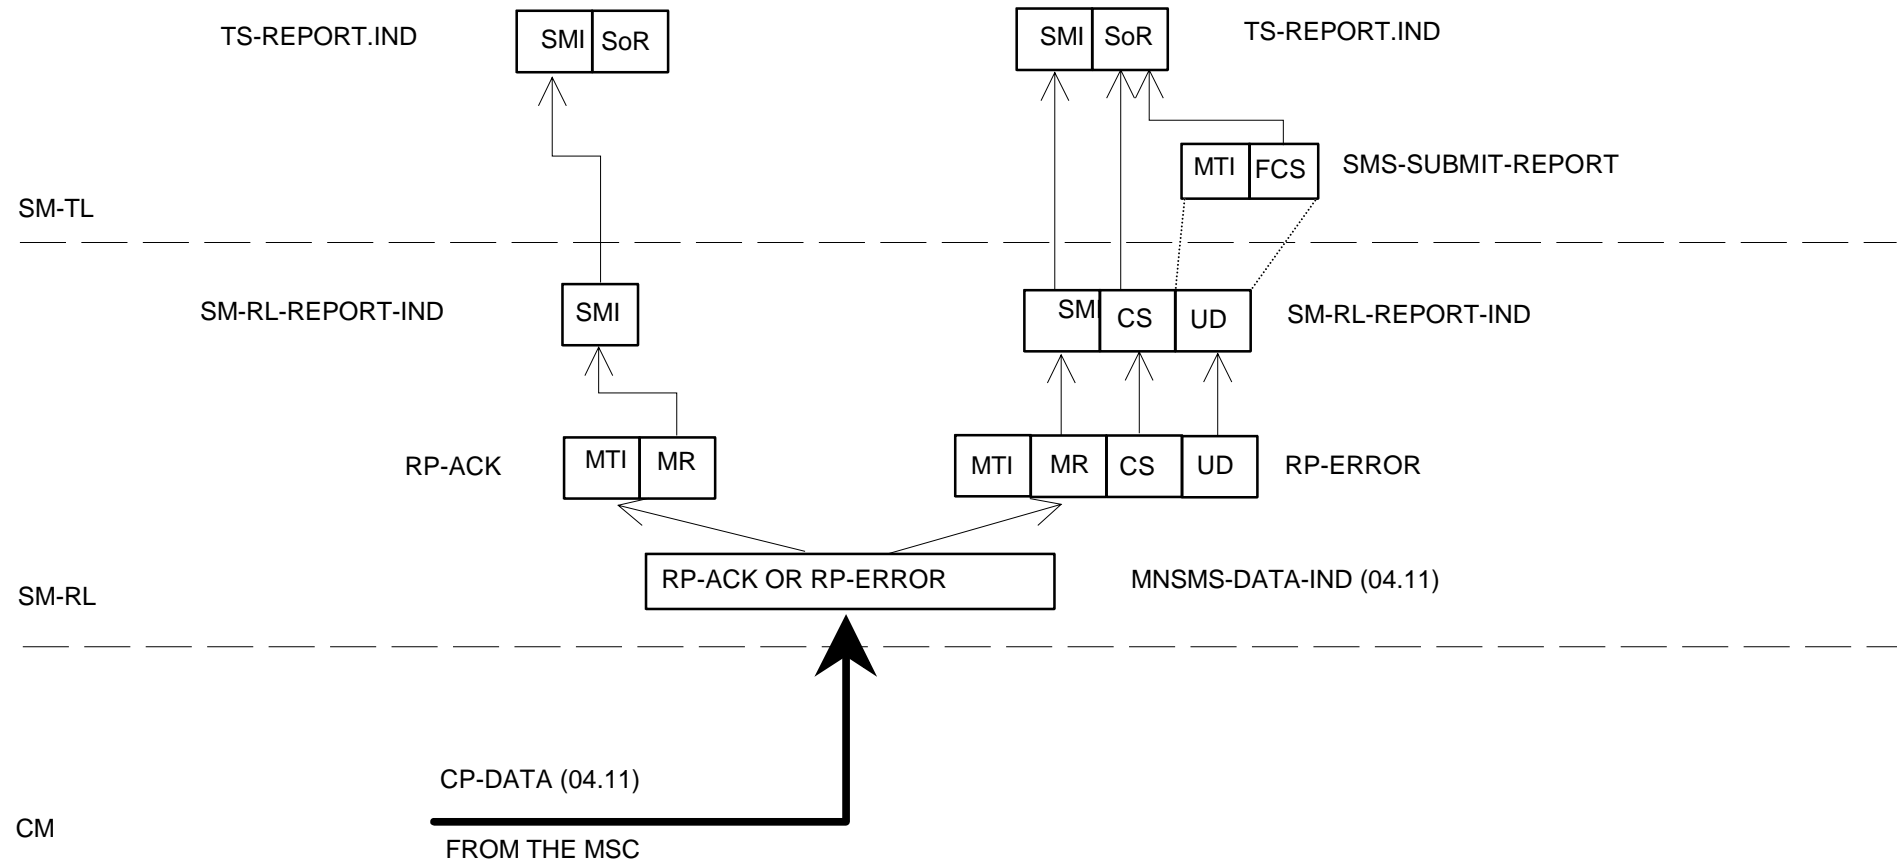 TS-REPORT.IND
SMI SoR
SMI SoR
TS-REPORT.IND
MTI FCS
SMS-SUBMIT-REPORT
SM-TL
SM-RL-REPORT-IND
SMI
SMI CS UD
SM-RL-REPORT-IND
RP-ACK
MTI MR
MTI MR CS UD
RP-ERROR
RP-ACK OR RP-ERROR
MNSMS-DATA-IND (04.11)
SM-RL
CP-DATA (04.11)
CM
FROM THE MSC